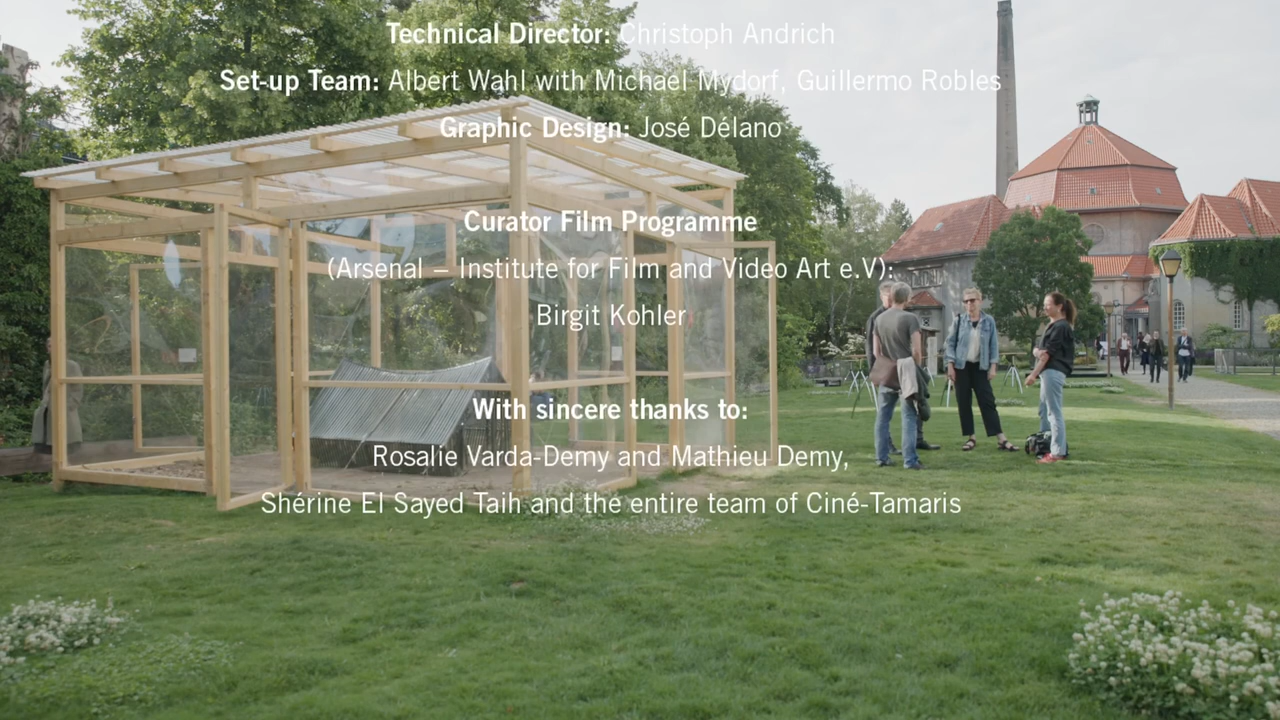 Technical Director: Christoph Andrich
Set-up Team: Albert Wahl with Michael Mydorf, Guillermo Robles
Graphic Design: José Délano
Curator Film Programme
(Arsenal – Institute for Film and Video Art e.V):
Birgit Kohler
With sincere thanks to:
Rosalie Varda-Demy and Mathieu Demy,
Shérine El Sayed Taih and the entire team of Ciné-Tamaris